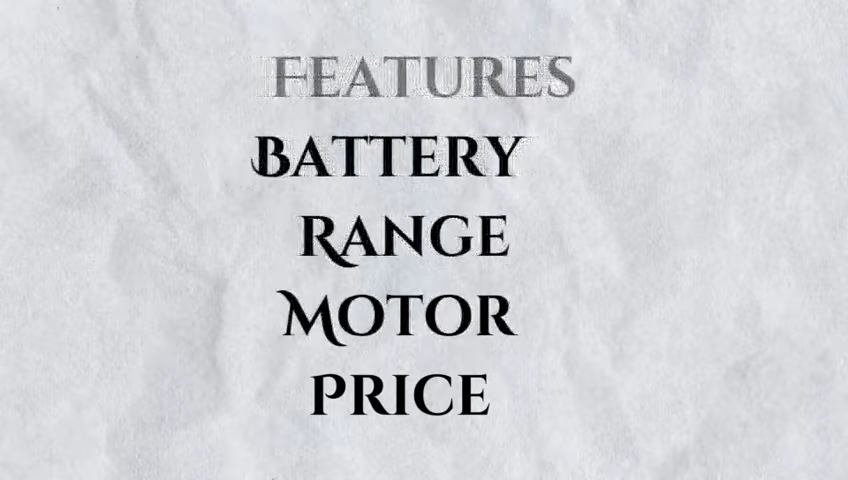 FEATURES
BATTERY
RANGE
MOTOR
PRICE